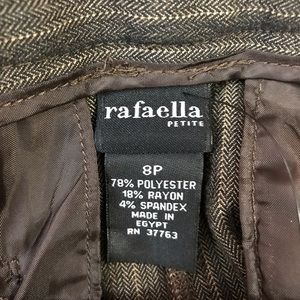 rafaella
PETITE
8P
78% POLYESTER
18% RAYON
4% SPANDEX
MADE IN
EGYPT
RN 37763